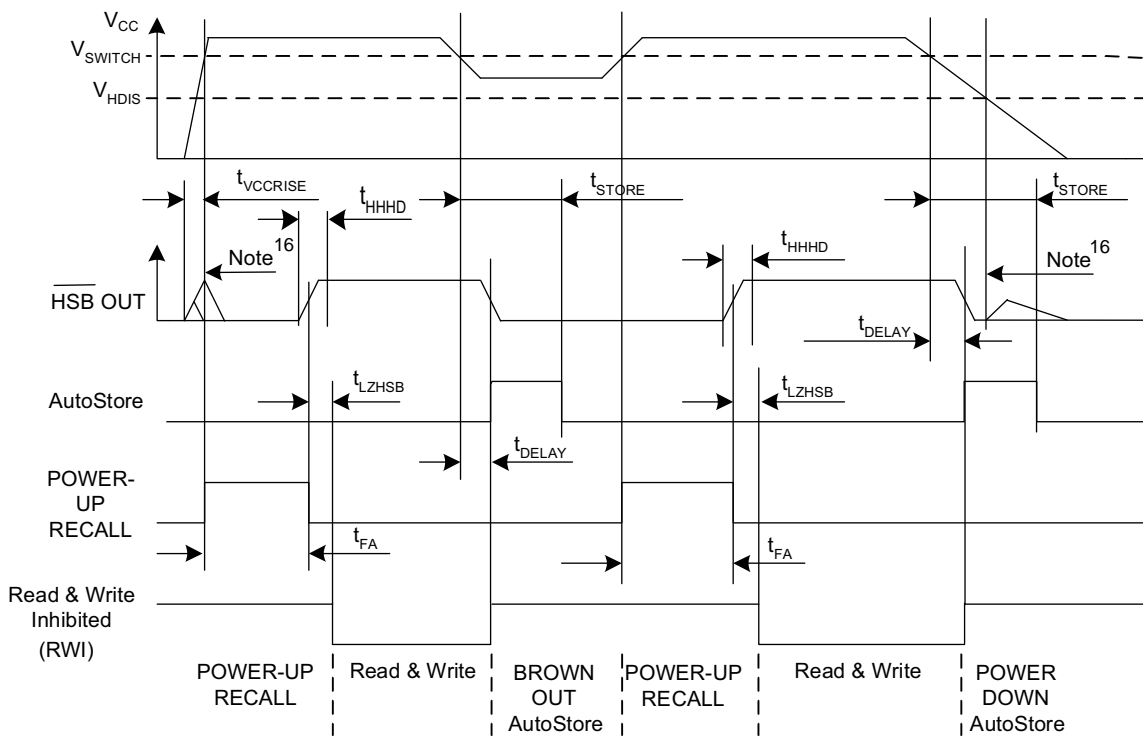 VCC
VSWITCH
VHDIS
tVCCRISE
tSTORE
tSTORE
tHHHD
Note16
tHHHD
Note16
HSB OUT
tDELAY
tLZHSB
tLZHSB
AutoStore
tDELAY
POWER-
UP
RECALL
tFA
tFA
Read & Write
Inhibited
(RWI)
POWER-UP
RECALL
Read & Write
BROWN
OUT
AutoStore
POWER-UP
RECALL
Read & Write
POWER
DOWN
AutoStore